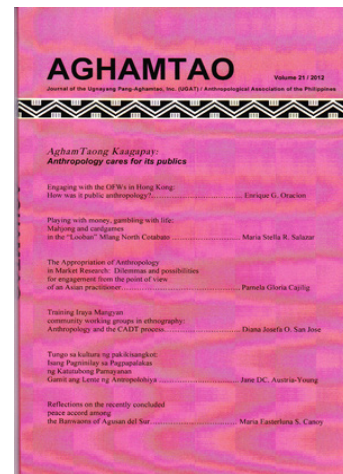 AGHAMTAO
Volume 21 / 2012
Journal of the Ugnayang Pang-Aghamtao, Inc. (UGAT) / Anthropological Association of the Philippines
AghamTaong Kaagapay:
Anthropology cares for its publics
Engaging with the OFWs in Hong Kong:
How was it public anthropology?.............................. Enrique G. Oracion
Playing with money, gambling with life:
Mahjong and cardgames
in the "Looban" Mlang North Cotabato .............................. Maria Stella R. Salazar
The Appropriation of Anthropology
in Market Research: Dilemmas and possibilities
for engagement from the point of view
of an Asian practitioner.............................. Pamela Gloria Cajilig
Training Iraya Mangyan
community working groups in ethnography:
Anthropology and the CADT process.............................. Diana Josefa O. San Jose
Tungo sa kultura ng pakikisangkot:
Isang Pagninilay sa Pagpapalakas
ng Katutubong Pamayanan
Gamit ang Lente ng Antropolohiya .............................. Jane DC. Austria-Young
Reflections on the recently concluded
peace accord among
the Banwaons of Agusan del Sur.............................. Maria Easterluna S. Canoy